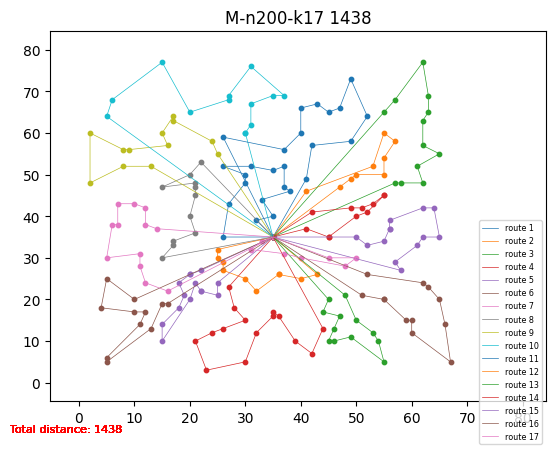 M-n200-k17 1438
80
70
60
50
40
30
20
10
0
0
10
20
30
40
50
60
70
80
route 1
route 2
route 3
route 4
route 5
route 6
route 7
route 8
route 9
route 10
route 11
route 12
route 13
route 14
route 15
route 16
route 17
Total distance: 1438